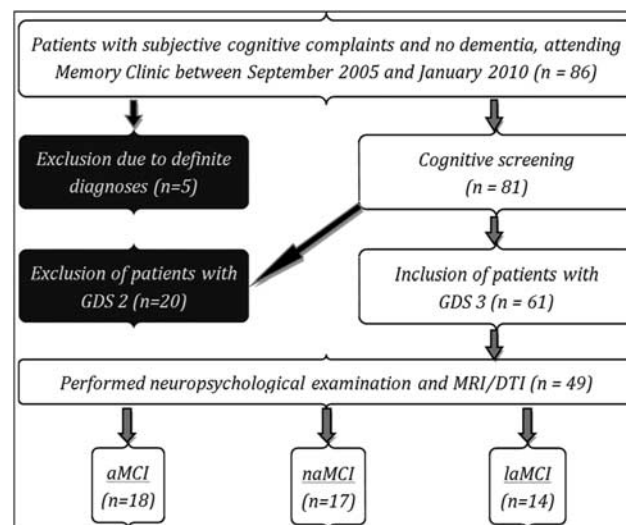 Patients with subjective cognitive complaints and no dementia, attending
Memory Clinic between September 2005 and January 2010 (n = 86)
Exclusion due to definite
diagnoses (n=5)
Cognitive screening
(n = 81)
Exclusion of patients with
GDS 2 (n=20)
Inclusion of patients with
GDS 3 (n = 61)
Performed neuropsychological examination and MRI/DTI (n = 49)
aMCI
(n=18)
naMCI
(n=17)
laMCI
(n=14)